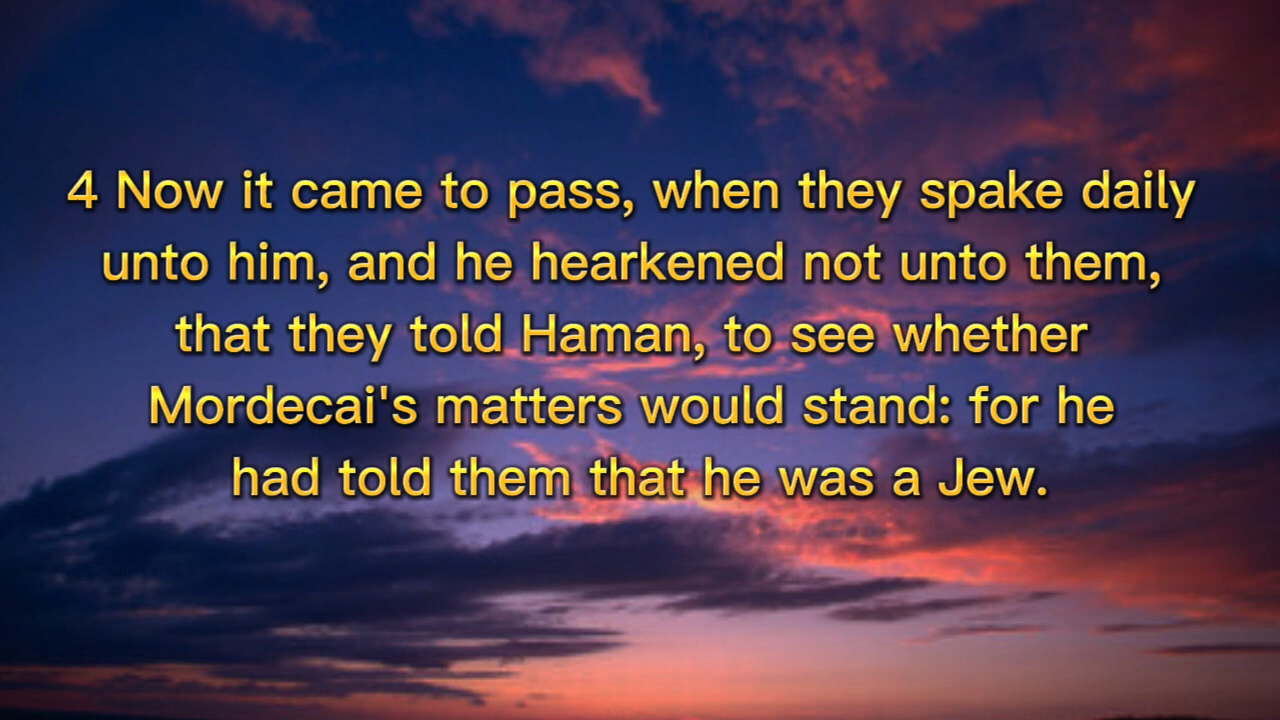 4 Now it came to pass, when they spake daily
unto him, and he hearkened not unto them,
that they told Haman, to see whether
Mordecai's matters would stand: for he
had told them that he was a Jew.